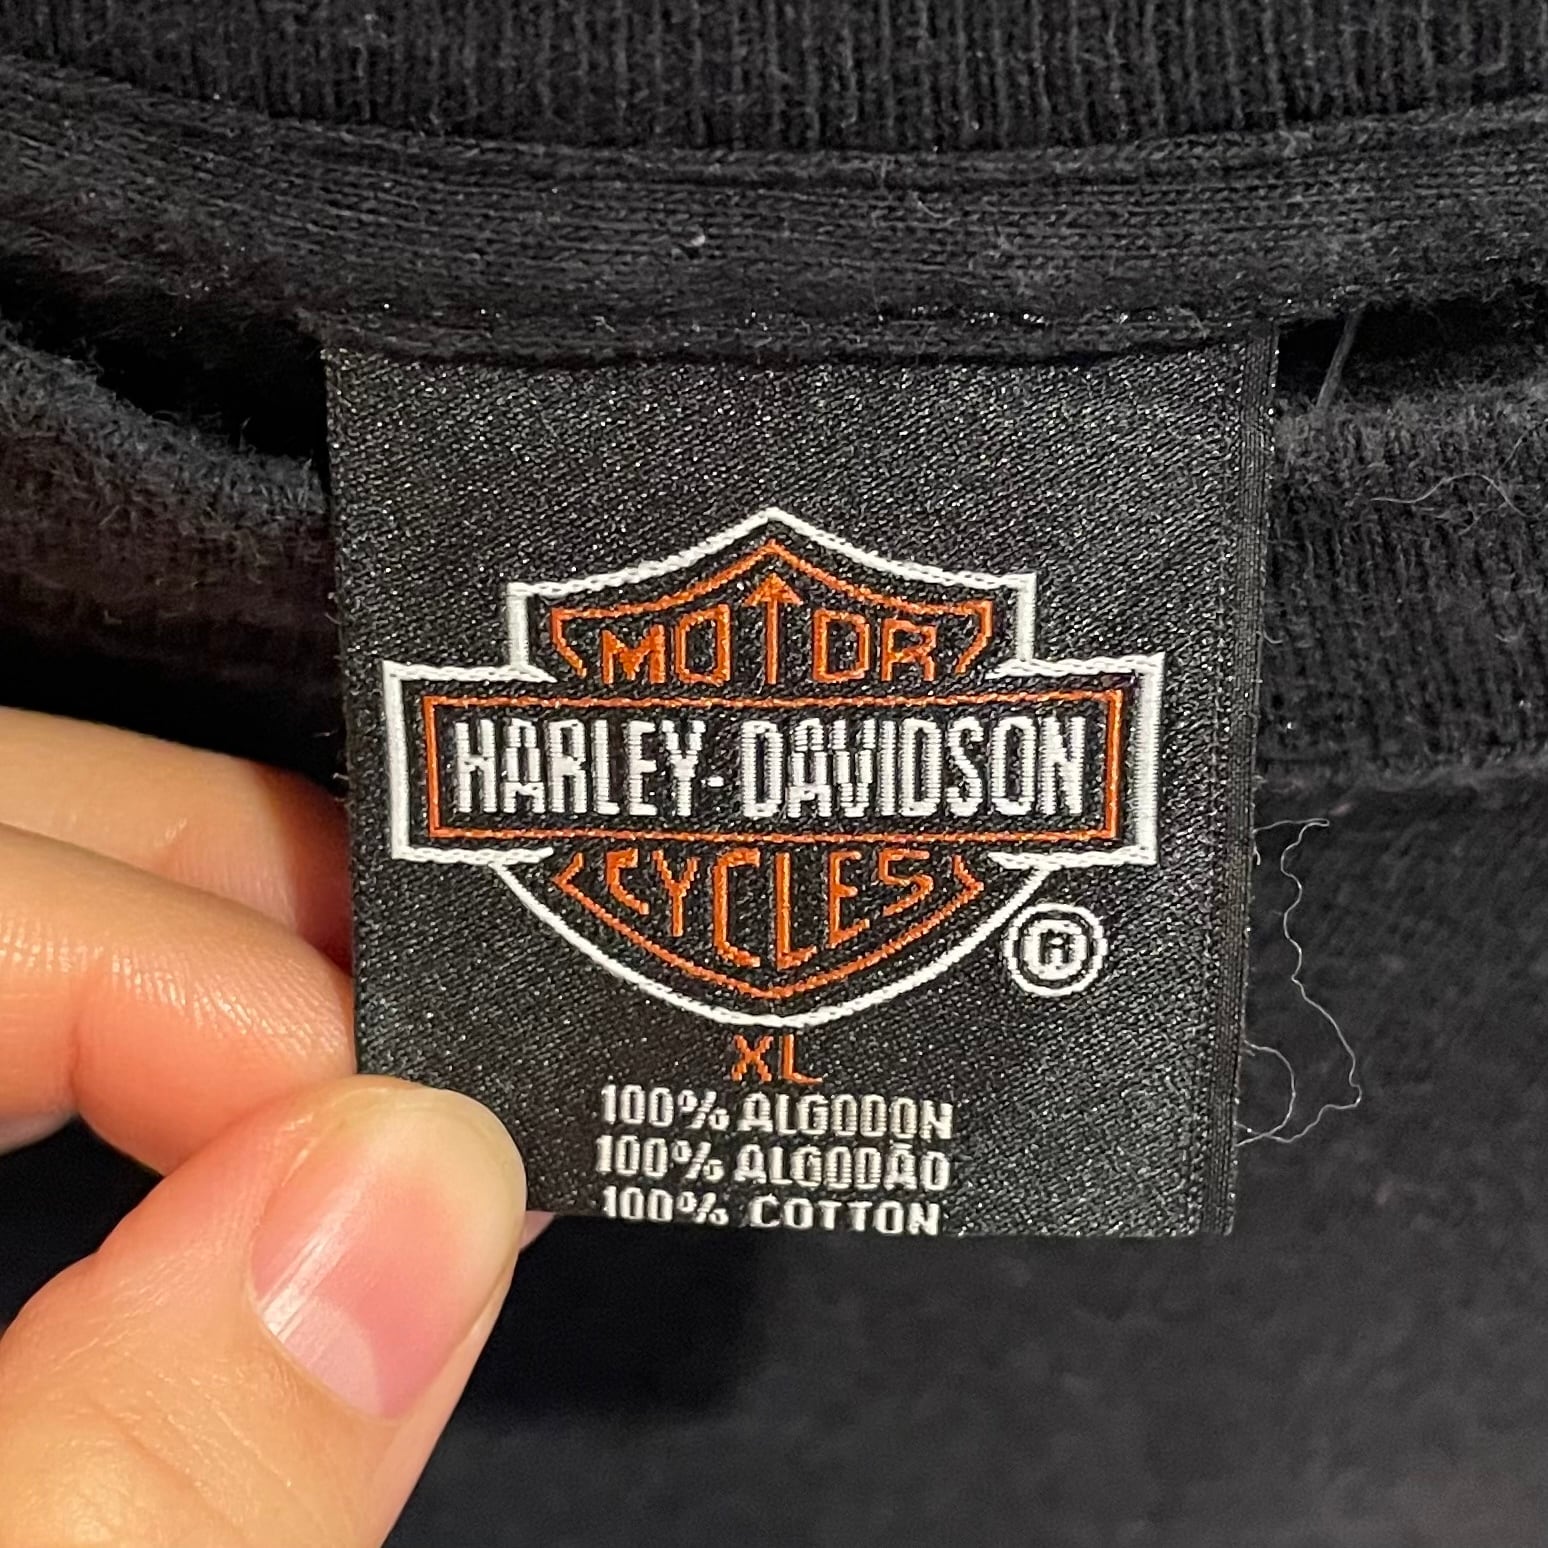 MOTOR
HARLEY-DAVIDSON
CYCLES
®
XL
100% ALGODON
100% ALGODÃO
100% COTTON